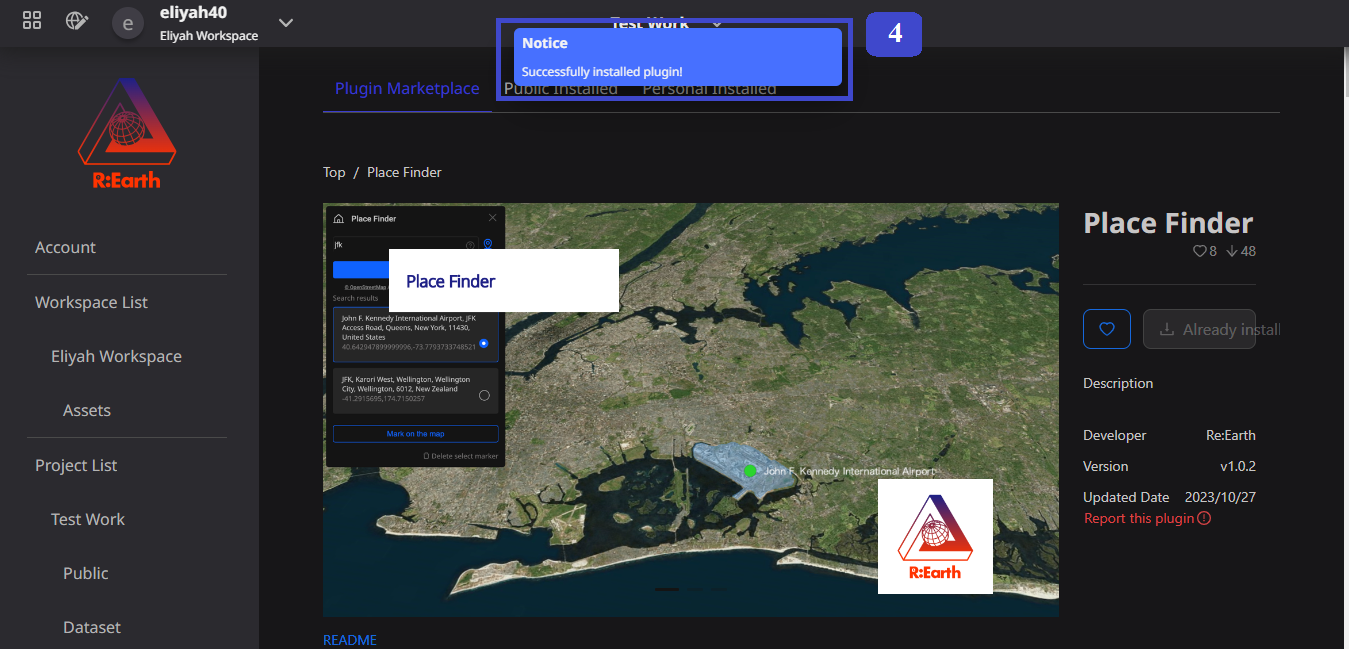 e
eliyah40
Eliyah Workspace
Test Work
4
Notice
Successfully installed plugin!
Plugin Marketplace
Public Installed
Personal Installed
R:Earth
Account
Workspace List
Eliyah Workspace
Assets
Project List
Test Work
Public
Dataset
Top / Place Finder
Place Finder
jfk
Place Finder
© OpenStreetMap
Search results
John F. Kennedy International Airport, JFK
Access Road, Queens, New York, 11430,
United States
40.642947899999996,-73.7793733748521
JFK, Karori West, Wellington, Wellington
City, Wellington, 6012, New Zealand
-41.2915695,174.7150257
Mark on the map
Delete select marker
John F. Kennedy International Airport
R:Earth
README
Place Finder
8
48
Already install
Description
Developer Re:Earth
Version v1.0.2
Updated Date 2023/10/27
Report this plugin